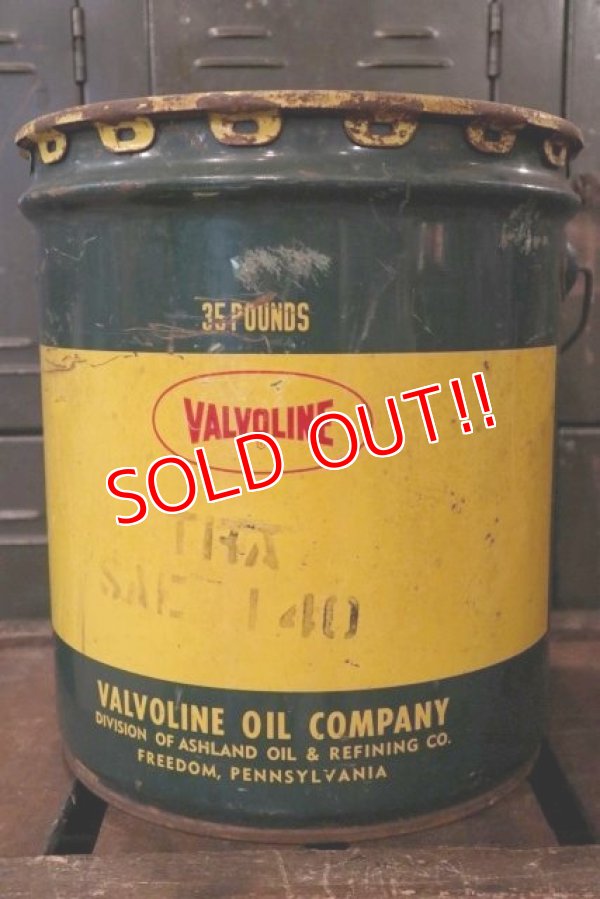 35 POUNDS
VALVOLINE
SOLD OUT!!
SAE 140
VALVOLINE OIL COMPANY
DIVISION OF ASHLAND OIL & REFINING CO.
FREEDOM, PENNSYLVANIA